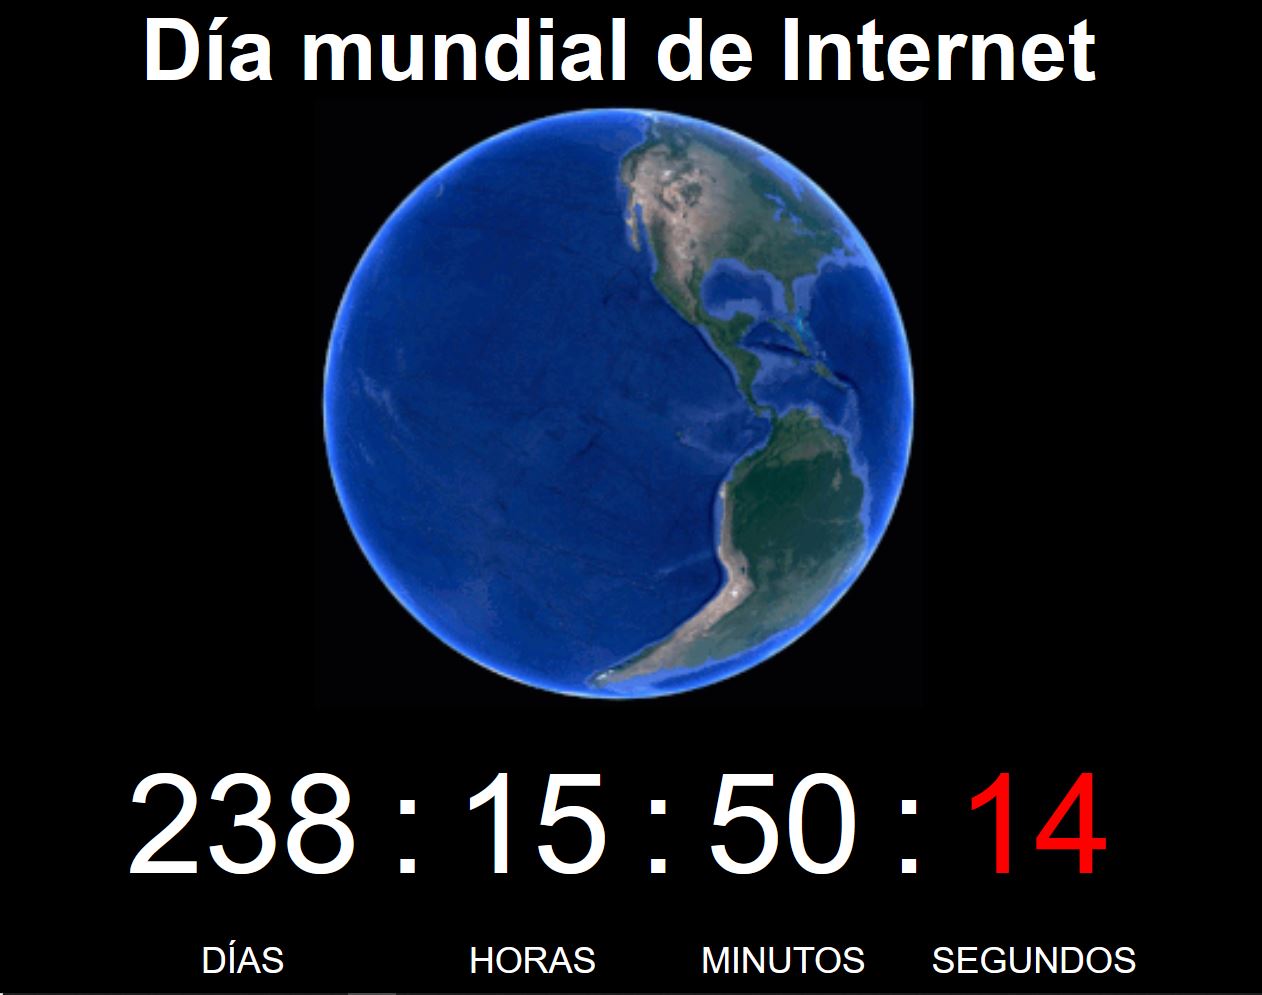 Día mundial de Internet
238 : 15 : 50 : 14
DÍAS HORAS MINUTOS SEGUNDOS